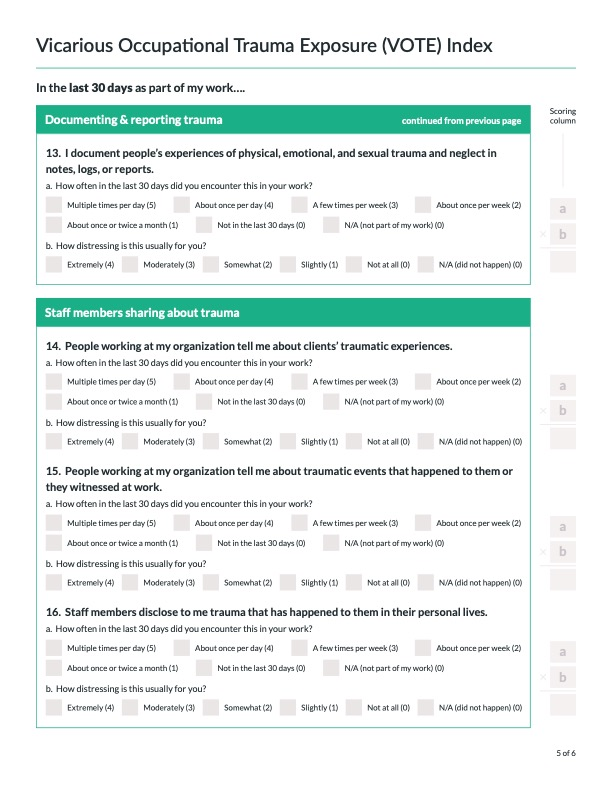 Vicarious Occupational Trauma Exposure (VOTE) Index
In the last 30 days as part of my work....
Documenting & reporting trauma continued from previous page
Scoring
column
13. I document people's experiences of physical, emotional, and sexual trauma and neglect in
notes, logs, or reports.
a. How often in the last 30 days did you encounter this in your work?
Multiple times per day (5) About once per day (4) A few times per week (3) About once per week (2)
a
About once or twice a month (1) Not in the last 30 days (0) N/A (not part of my work) (0)
× b
b. How distressing is this usually for you?
Extremely (4) Moderately (3) Somewhat (2) Slightly (1) Not at all (0) N/A (did not happen) (0)
Staff members sharing about trauma
14. People working at my organization tell me about clients' traumatic experiences.
a. How often in the last 30 days did you encounter this in your work?
Multiple times per day (5) About once per day (4) A few times per week (3) About once per week (2)
a
About once or twice a month (1) Not in the last 30 days (0) N/A (not part of my work) (0)
× b
b. How distressing is this usually for you?
Extremely (4) Moderately (3) Somewhat (2) Slightly (1) Not at all (0) N/A (did not happen) (0)
15. People working at my organization tell me about traumatic events that happened to them or
they witnessed at work.
a. How often in the last 30 days did you encounter this in your work?
Multiple times per day (5) About once per day (4) A few times per week (3) About once per week (2)
a
About once or twice a month (1) Not in the last 30 days (0) N/A (not part of my work) (0)
× b
b. How distressing is this usually for you?
Extremely (4) Moderately (3) Somewhat (2) Slightly (1) Not at all (0) N/A (did not happen) (0)
16. Staff members disclose to me trauma that has happened to them in their personal lives.
a. How often in the last 30 days did you encounter this in your work?
Multiple times per day (5) About once per day (4) A few times per week (3) About once per week (2)
a
About once or twice a month (1) Not in the last 30 days (0) N/A (not part of my work) (0)
× b
b. How distressing is this usually for you?
Extremely (4) Moderately (3) Somewhat (2) Slightly (1) Not at all (0) N/A (did not happen) (0)
5 of 6